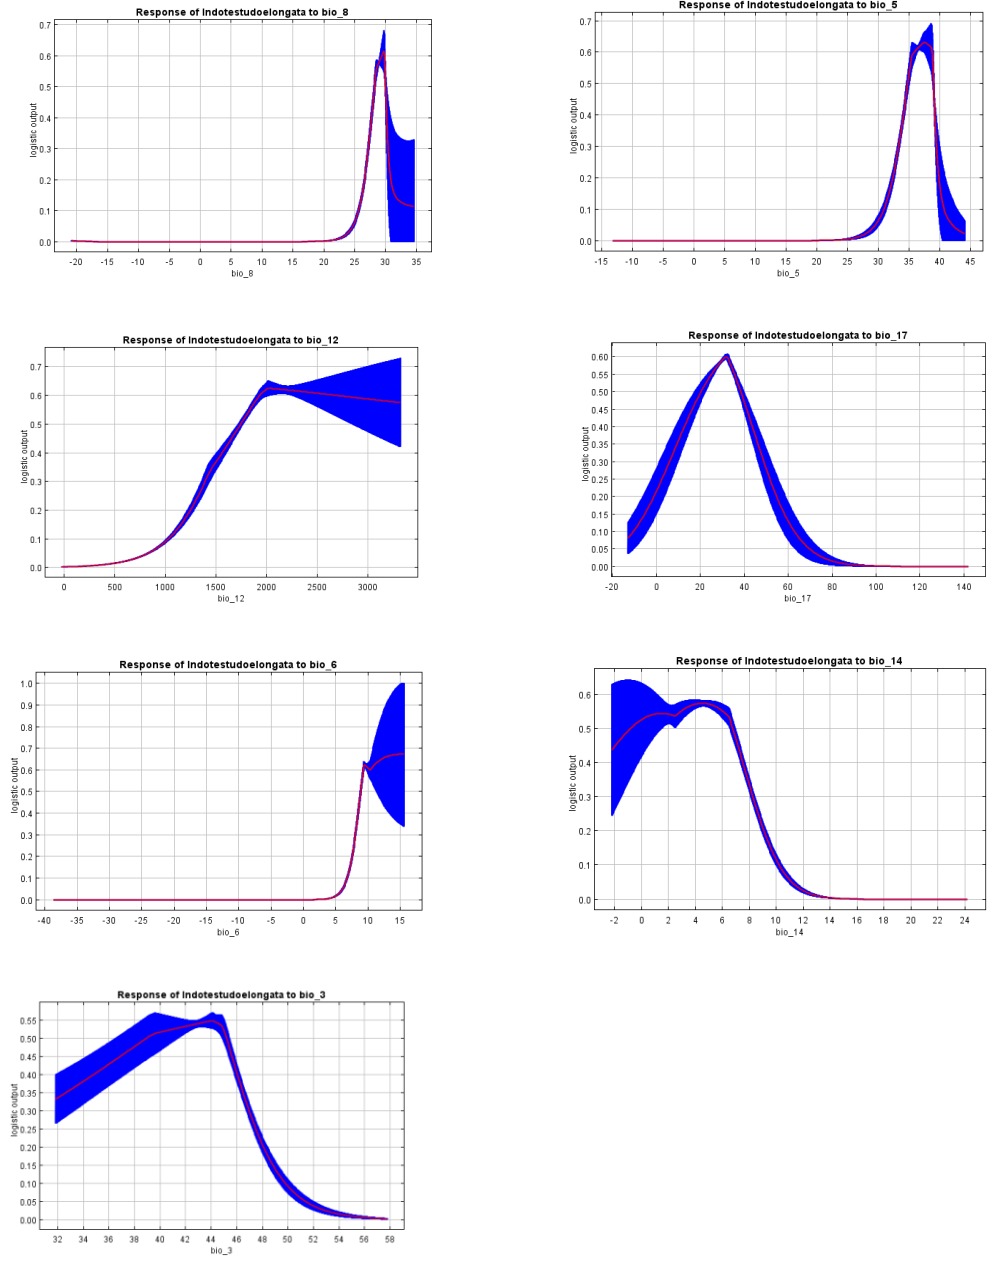 Response of Indotestudoelongata to bio_8
logistic output
0.7
0.6
0.5
0.4
0.3
0.2
0.1
0.0
-20 -15 -10 -5 0 5 10 15 20 25 30 35
bio_8
Response of Indotestudoelongata to bio_5
logistic output
0.7
0.6
0.5
0.4
0.3
0.2
0.1
0.0
-15 -10 -5 0 5 10 15 20 25 30 35 40 45
bio_5
Response of Indotestudoelongata to bio_12
logistic output
0.7
0.6
0.5
0.4
0.3
0.2
0.1
0.0
0 500 1000 1500 2000 2500 3000
bio_12
Response of Indotestudoelongata to bio_17
logistic output
0.60
0.55
0.50
0.45
0.40
0.35
0.30
0.25
0.20
0.15
0.10
0.05
0.00
-20 0 20 40 60 80 100 120 140
bio_17
Response of Indotestudoelongata to bio_6
logistic output
1.0
0.9
0.8
0.7
0.6
0.5
0.4
0.3
0.2
0.1
0.0
-40 -35 -30 -25 -20 -15 -10 -5 0 5 10 15
bio_6
Response of Indotestudoelongata to bio_14
logistic output
0.6
0.5
0.4
0.3
0.2
0.1
0.0
-2 0 2 4 6 8 10 12 14 16 18 20 22 24
bio_14
Response of Indotestudoelongata to bio_3
logistic output
0.55
0.50
0.45
0.40
0.35
0.30
0.25
0.20
0.15
0.10
0.05
0.00
32 34 36 38 40 42 44 46 48 50 52 54 56 58
bio_3